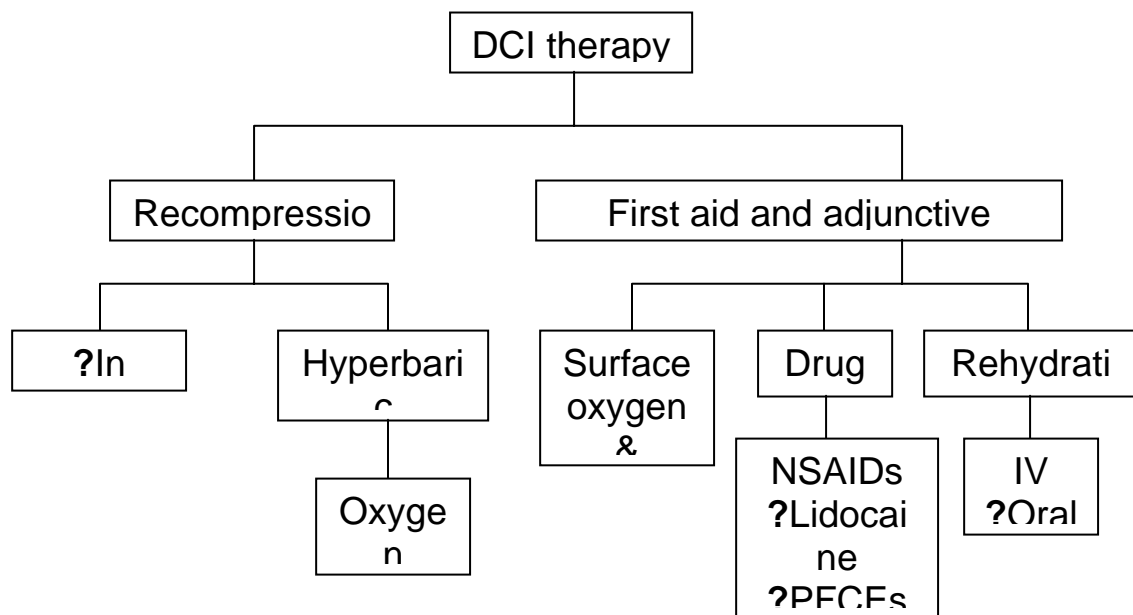 DCI therapy
Recompressio
First aid and adjunctive
?In
Hyperbari
c
Surface
oxygen
&
Drug
Rehydrati
Oxyge
n
NSAIDs
?Lidocai
ne
?PFCEs
IV
?Oral